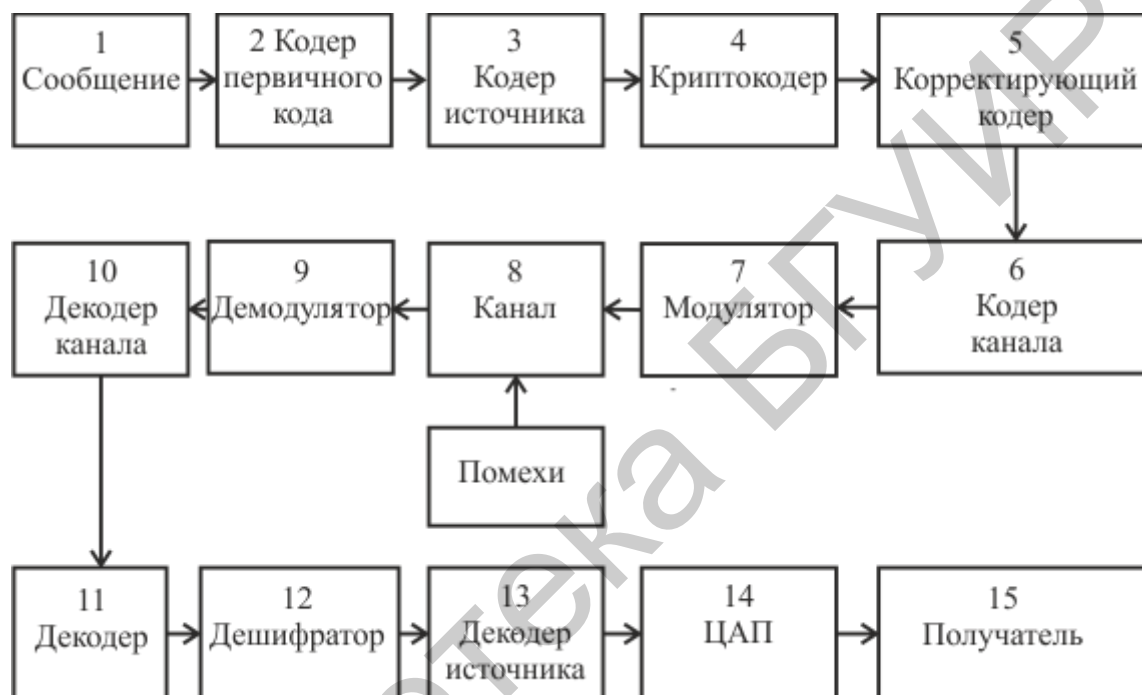 1
Сообщение
2 Кодер
первичного
кода
3
Кодер
источника
4
Криптокодер
5
Корректирующий
кодер
10
Декодер
канала
9
Демодулятор
8
Канал
7
Модулятор
6
Кодер
канала
Помехи
11
Декодер
12
Дешифратор
13
Декодер
источника
14
ЦАП
15
Получатель
тека БГУИР